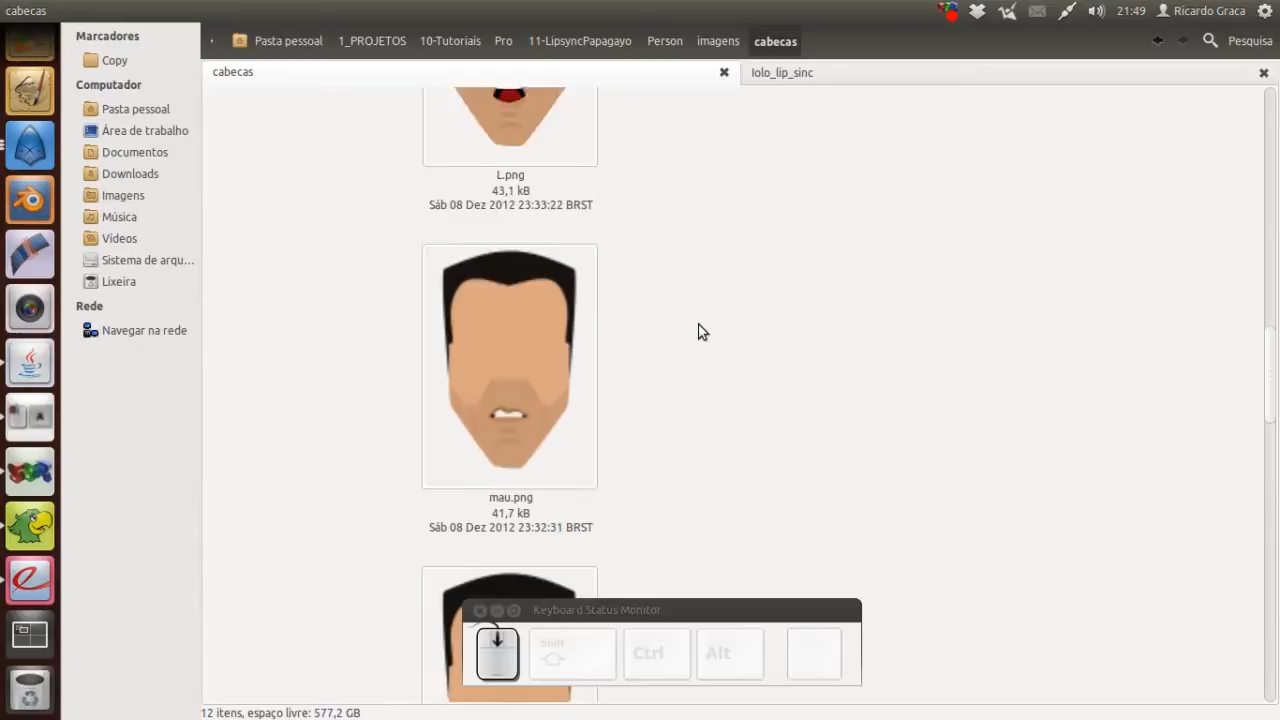 cabecas
21:49
Ricardo Graca
Marcadores
Copy
Computador
Pasta pessoal
Área de trabalho
Documentos
Downloads
Imagens
Música
Vídeos
Sistema de arqu...
Lixeira
Rede
Navegar na rede
Pasta pessoal
1_PROJETOS
10-Tutoriais
Pro
11-LipsyncPapagayo
Person
imagens
cabecas
Pesquisa
cabecas
Iolo_lip_sinc
L.png
43,1 kB
Sáb 08 Dez 2012 23:33:22 BRST
mau.png
41,7 kB
Sáb 08 Dez 2012 23:32:31 BRST
Keyboard Status Monitor
Shift
Ctrl
Alt
12 itens, espaço livre: 577,2 GB